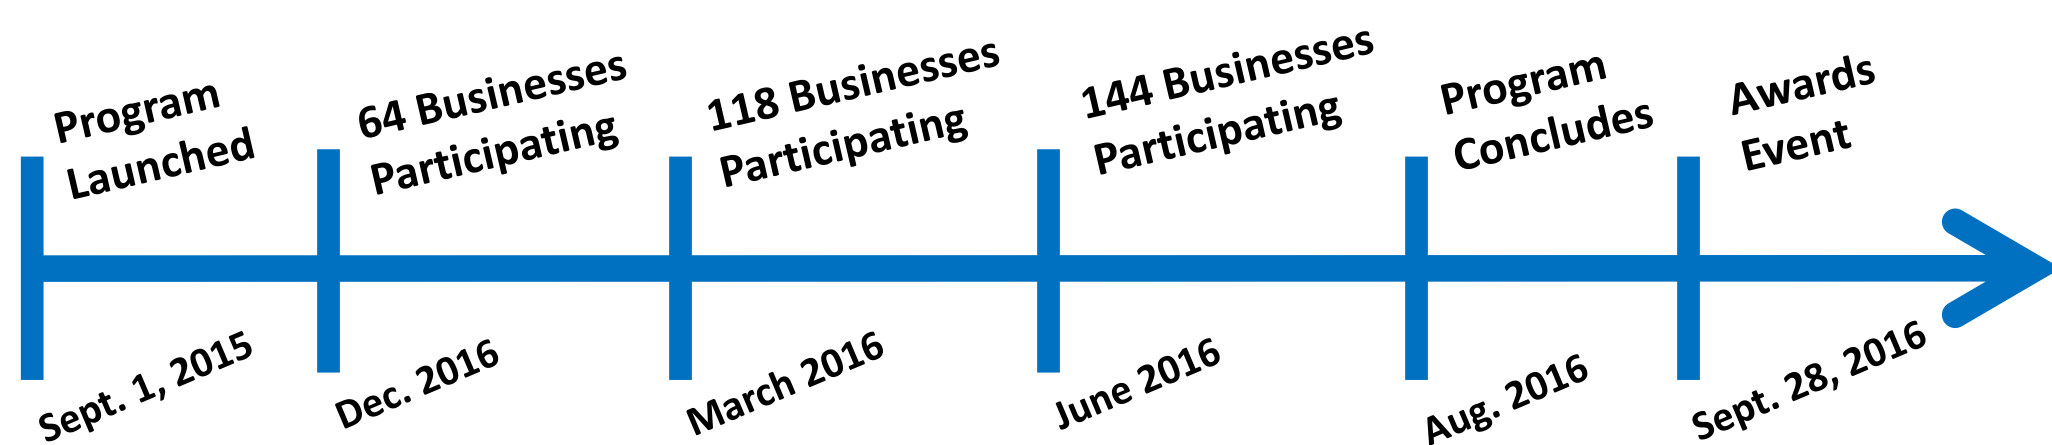 Program
Launched
64 Businesses
Participating
118 Businesses
Participating
144 Businesses
Participating
Program
Concludes
Awards
Event
Sept. 1, 2015
Dec. 2016
March 2016
June 2016
Aug. 2016
Sept. 28, 2016